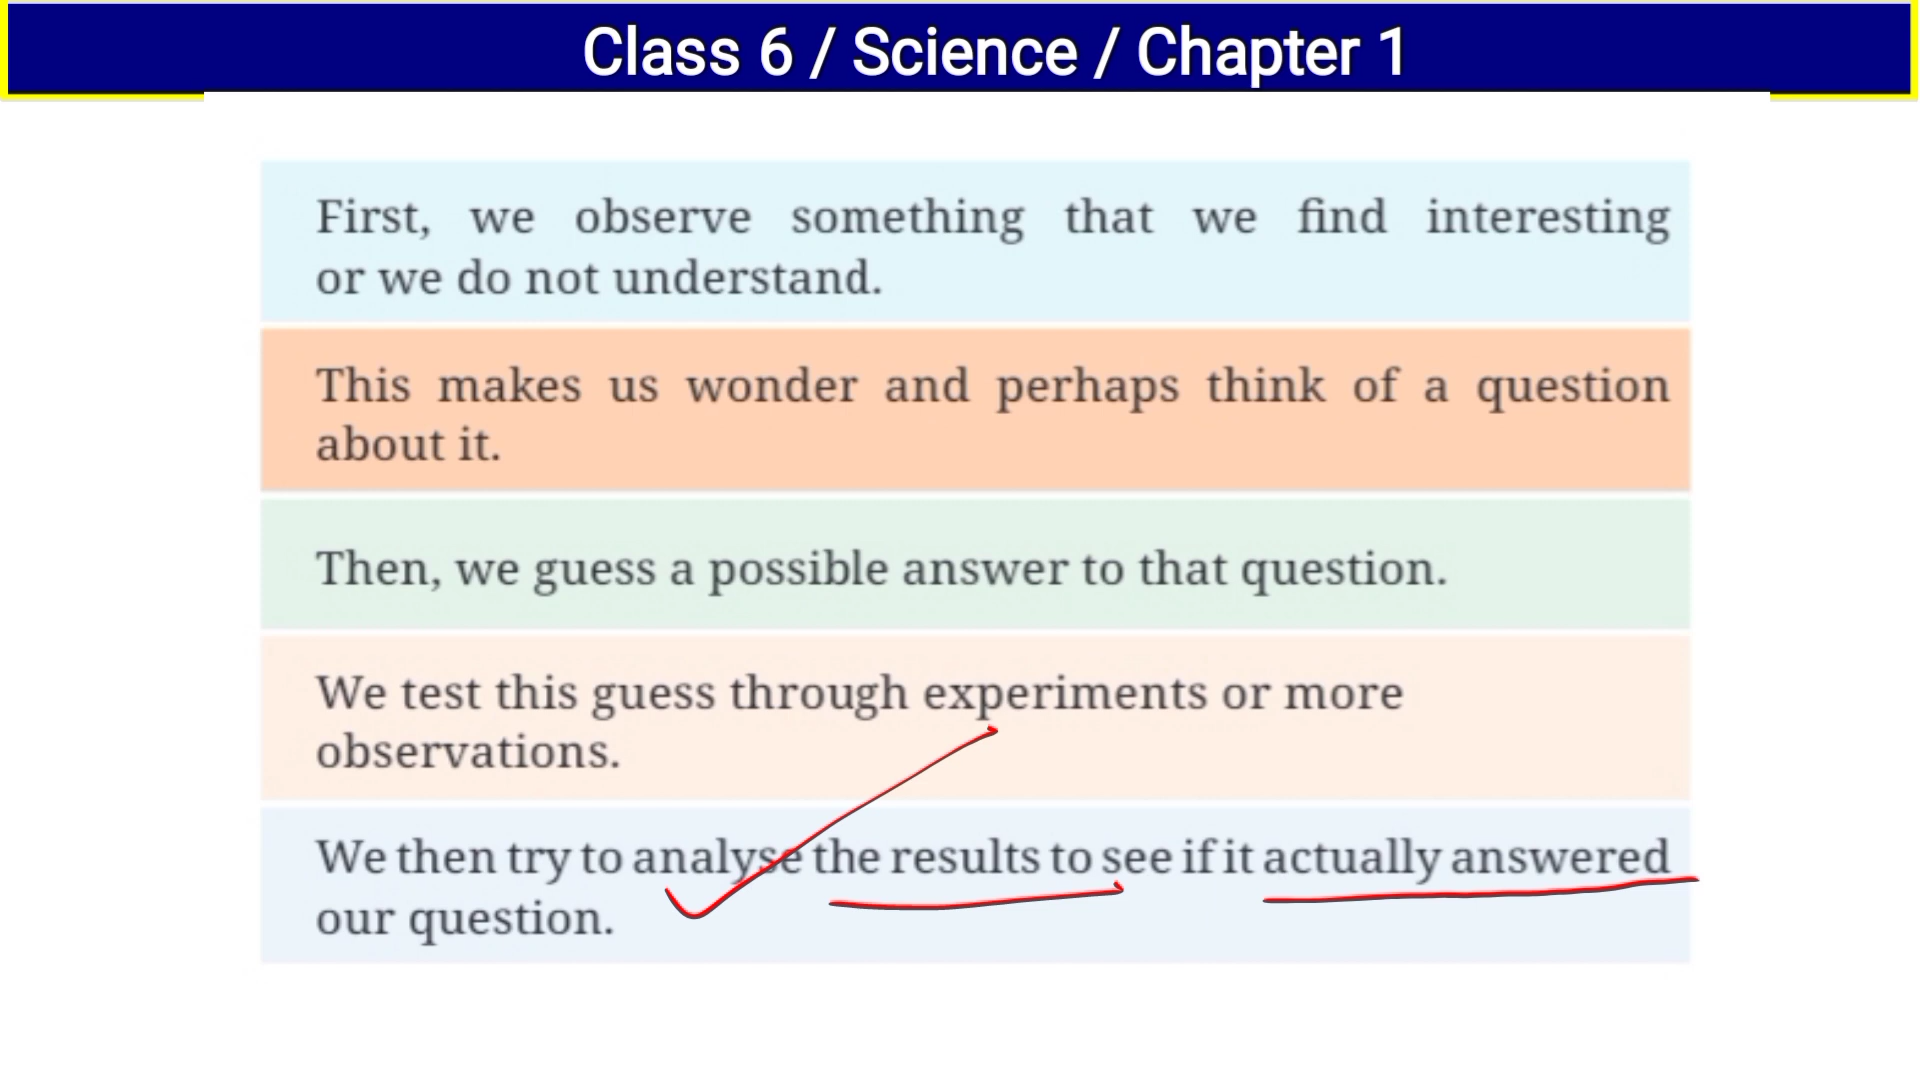 Class 6 / Science / Chapter 1
First, we observe something that we find interesting
or we do not understand.
This makes us wonder and perhaps think of a question
about it.
Then, we guess a possible answer to that question.
We test this guess through experiments or more
observations.
We then try to analyse the results to see if it actually answered
our question.